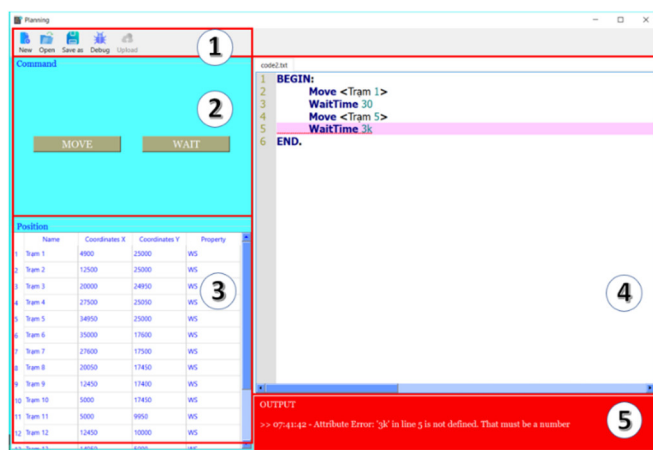 Planning
New Open Save as Debug Upload
1
Command
2
MOVE WAIT
Position
Name Coordinates X Coordinates Y Property
1 Tram 1 4900 25000 WS
2 Tram 2 12500 25000 WS
3 Tram 3 20000 24950 WS
4 Tram 4 27500 25050 WS
5 Tram 5 34950 25000 WS
6 Tram 6 35000 17600 WS
7 Tram 7 27600 17500 WS
8 Tram 8 20050 17450 WS
9 Tram 9 12450 17400 WS
10 Tram 10 5000 17450 WS
11 Tram 11 5000 9950 WS
12 Tram 12 12450 10000 WS
3
code2.txt
1 BEGIN:
2 Move <Trạm 1>
3 WaitTime 30
4 Move <Trạm 5>
5 WaitTime 3k
6 END.
4
OUTPUT
>> 07:41:42 - Attribute Error: '3k' in line 5 is not defined. That must be a number
5